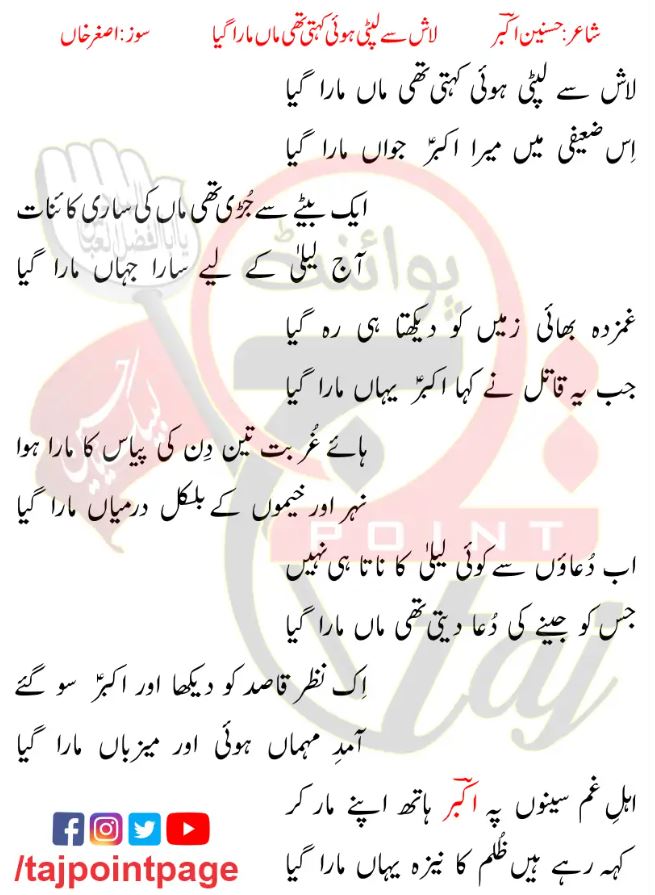 شاعر: حسنین اکبرؔ لاش سے لپٹی ہوئی کہتی تھی ماں مارا گیا سوز: اصغر خاں
لاش سے لپٹی ہوئی کہتی تھی ماں مارا گیا
اِس ضعیفی میں میرا اکبرؑ جواں مارا گیا
ایک بیٹے سے جُڑی تھی ماں کی ساری کائنات
آج لیلیٰ کے لیے سارا جہاں مارا گیا
غمزدہ بھائی زمیں کو دیکھتا ہی رہ گیا
جب یہ قاتل نے کہا اکبرؑ یہاں مارا گیا
ہائے غُربت تین دِن کی پیاس کا مارا ہوا
نہر اور خیموں کے بلکل درمیاں مارا گیا
اب دُعاؤں سے کوئی لیلیٰ کا ناتا ہی نہیں
جس کو جینے کی دُعا دیتی تھی ماں مارا گیا
اِک نظر قاصد کو دیکھا اور اکبرؑ سو گئے
آمدِ مہماں ہوئی اور میزباں مارا گیا
اہلِ غم سینوں پہ اکبرؔ ہاتھ اپنے مار کر
کہہ رہے ہیں ظُلم کا نیزہ یہاں مارا گیا
/tajpointpage
پوائنٹ
تاج
POINT
Taj
لبیک یا حسین